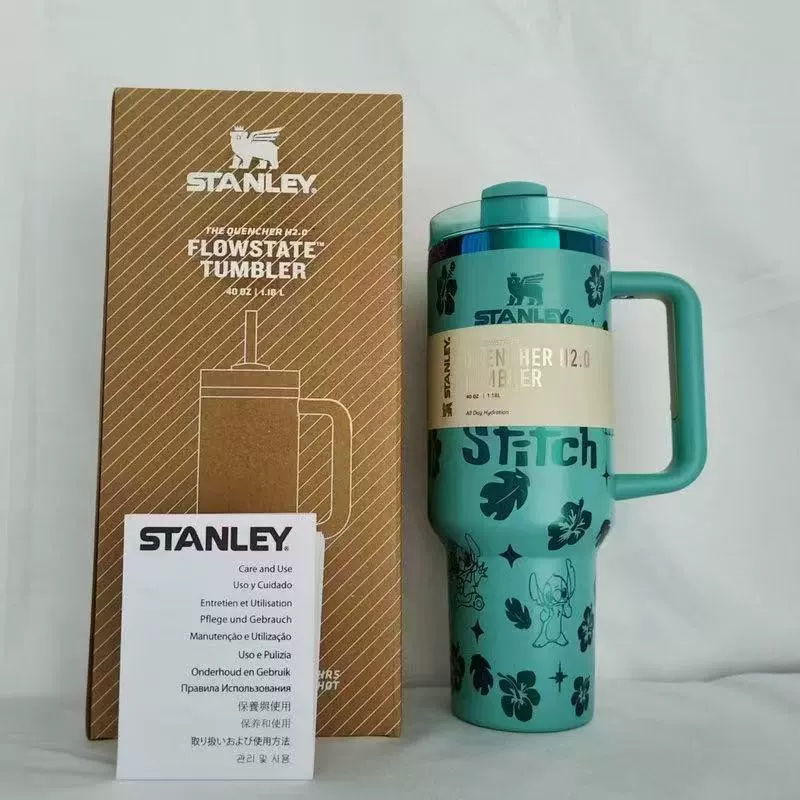 STANLEY®
THE QUENCHER H2.0
FLOWSTATE™
TUMBLER
40 OZ | 1.18 L
HRS
HOT
STANLEY®
Care and Use
Uso y Cuidado
Entretien et Utilisation
Pflege und Gebrauch
Manutenção e Utilização
Uso e Pulizia
Onderhoud en Gebruik
Правила Использования
保養與使用
保养和使用
取り扱いおよび使用方法
관리 및 사용
STANLEY®
STANLEY.
QUENCHER H2.0
TUMBLER
40 OZ | 1.18L
All Day Hydration
Stitch